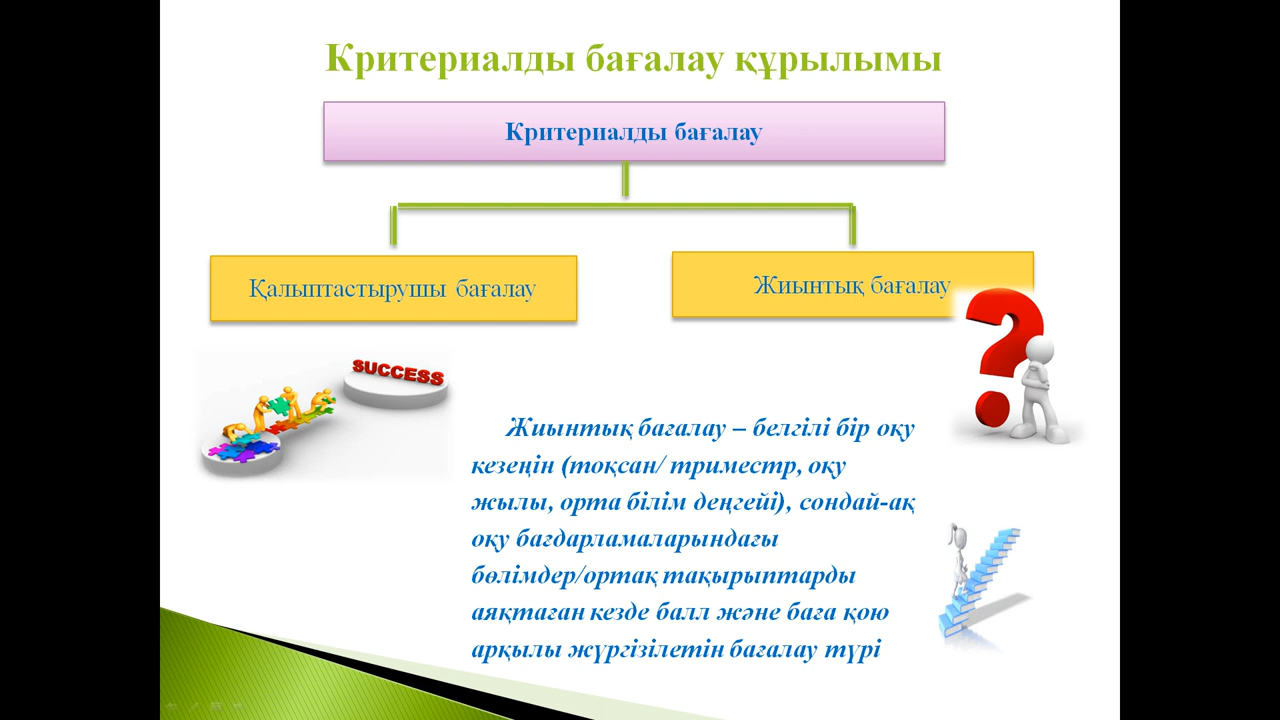 Критериалды бағалау құрылымы
Критериалды бағалау
Қалыптастырушы бағалау
Жиынтық бағалау
SUCCESS
Жиынтық бағалау – белгілі бір оқу
кезеңін (тоқсан/ триместр, оқу
жылы, орта білім деңгейі), сондай-ақ
оқу бағдарламаларындағы
бөлімдер/ортақ тақырыптарды
аяқтаған кезде балл және баға қою
арқылы жүргізілетін бағалау түрі